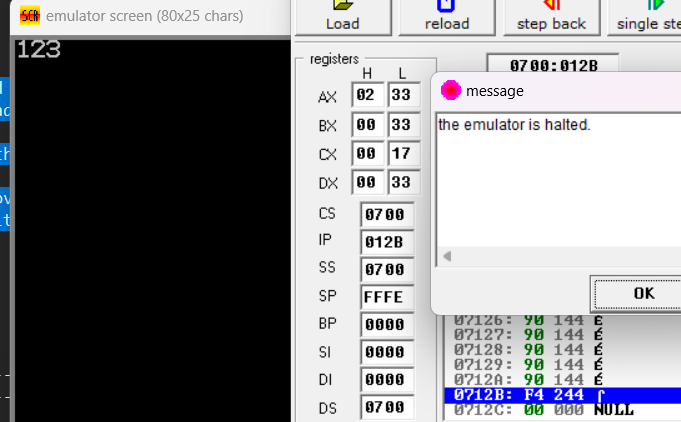 emulator screen (80x25 chars)
123
Load reload step back single ste
registers
H L
0700:012B
AX 02 33
BX 00 33
CX 00 17
DX 00 33
CS 0700
IP 012B
SS 0700
SP FFFE
BP 0000
SI 0000
DI 0000
DS 0700
message
the emulator is halted.
OK
07126: 90 144 É
07127: 90 144 É
07128: 90 144 É
07129: 90 144 É
0712A: 90 144 É
0712B: F4 244 ⌠
0712C: 00 000 NULL